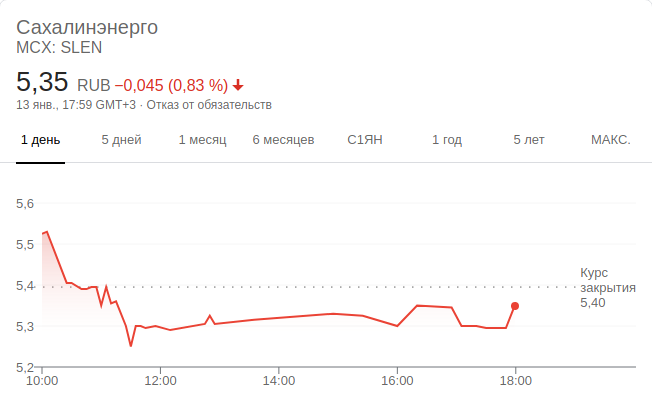 Сахалинэнерго
MCX: SLEN
5,35 RUB −0,045 (0,83 %)
13 янв., 17:59 GMT+3 · Отказ от обязательств
1 день 5 дней 1 месяц 6 месяцев С1ЯН 1 год 5 лет МАКС.
5,6
5,5
5,4
5,3
5,2
Курс
закрытия
5,40
10:00 12:00 14:00 16:00 18:00